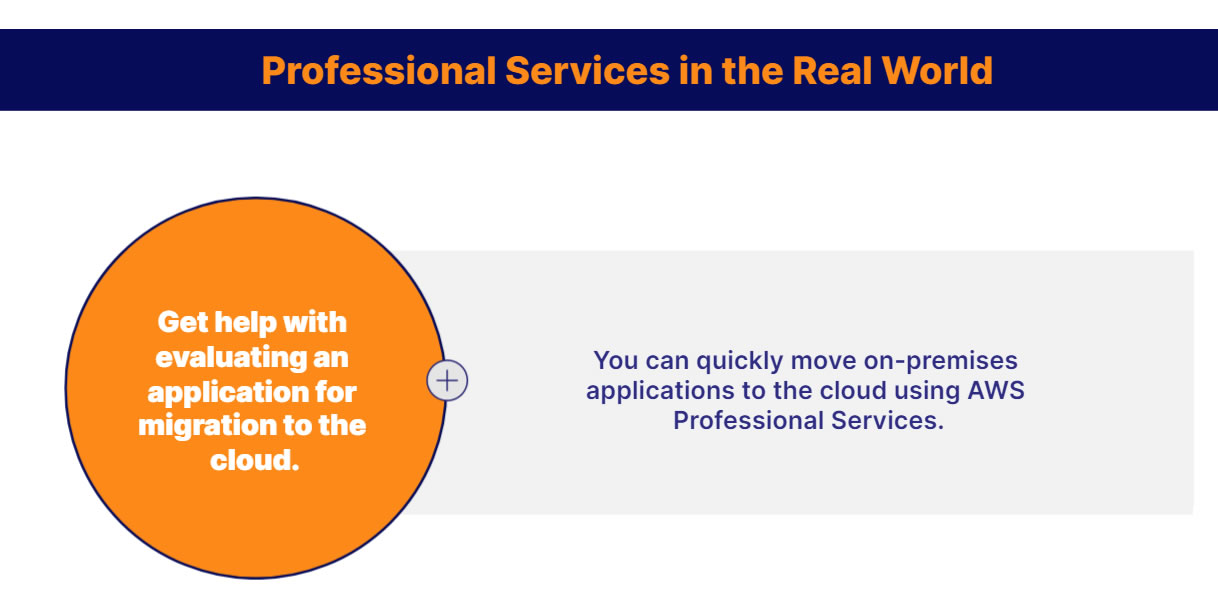 Professional Services in the Real World
Get help with
evaluating an
application for
migration to the
cloud.
You can quickly move on-premises
applications to the cloud using AWS
Professional Services.